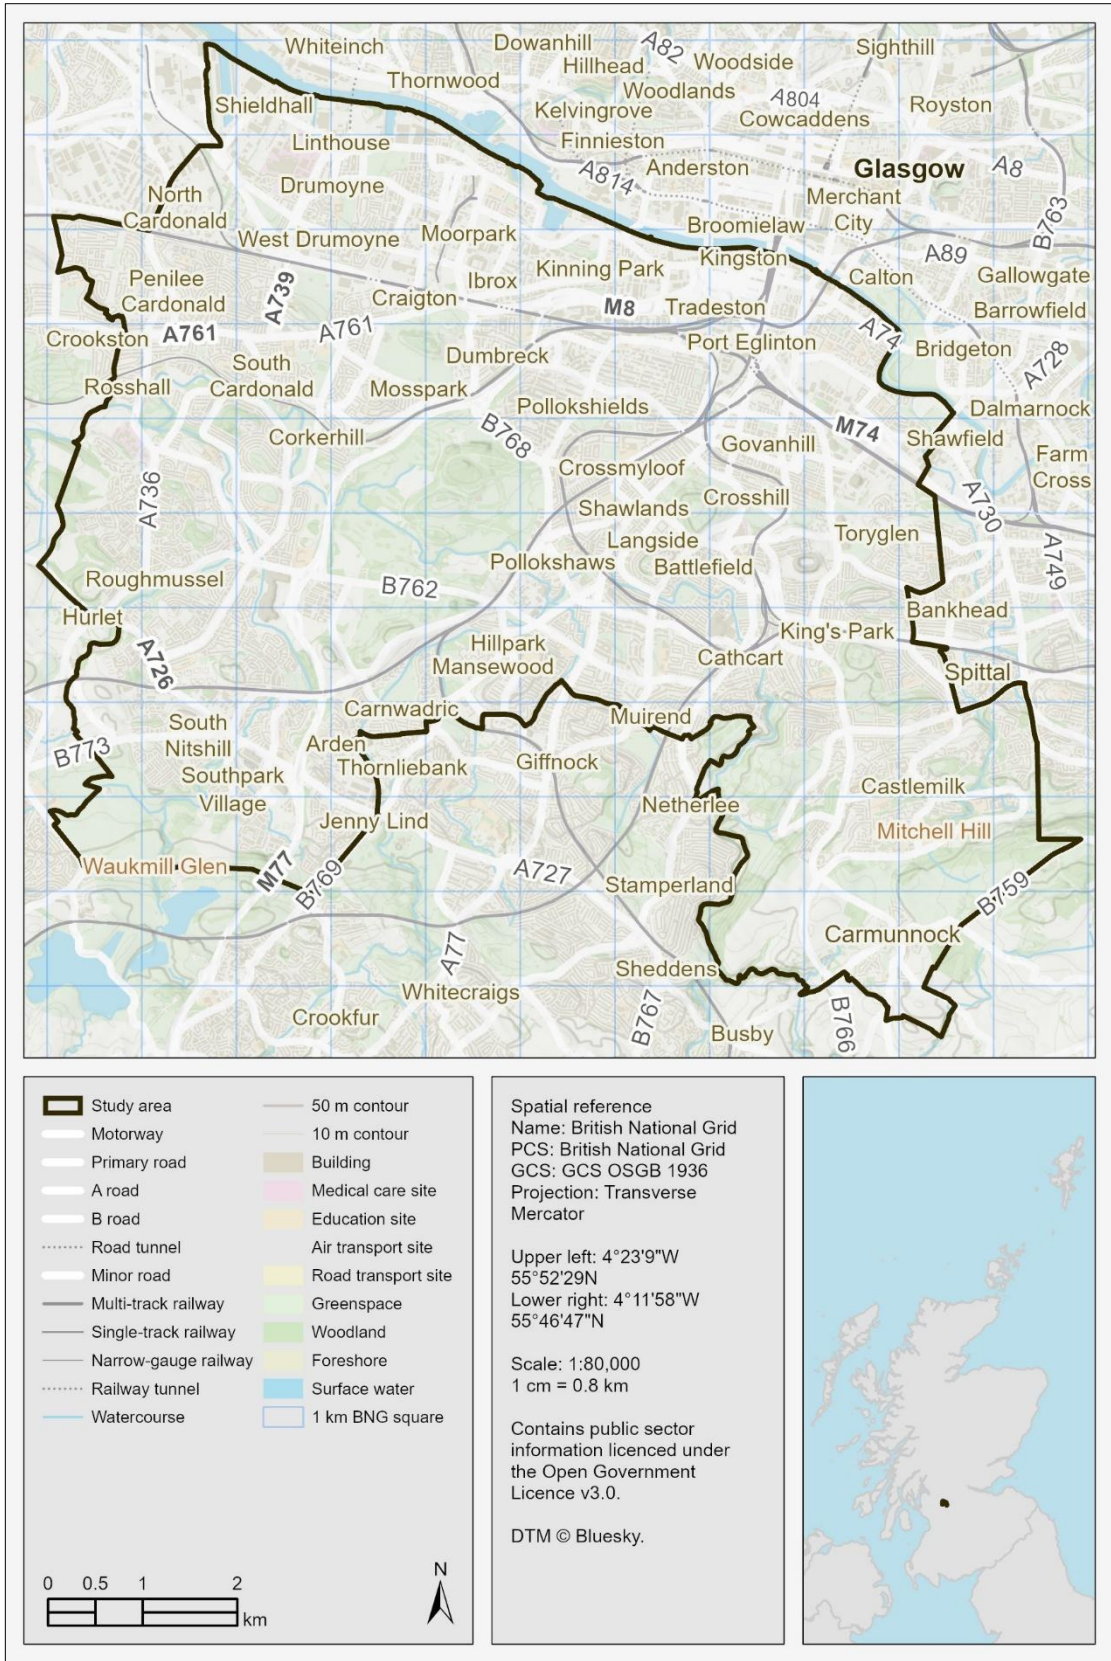 Whiteinch
Dowanhill
A82
Sighthill
Hillhead
Woodside
Thornwood
Woodlands
A804
Royston
Shieldhall
Kelvingrove
Cowcaddens
Linthouse
Finnieston
Anderston
Glasgow
A8
A814
Drumoyne
North
Cardonald
Merchant
City
B763
West Drumoyne
Moorpark
Broomielaw
A89
Penilee
Cardonald
A739
Ibrox
Kinning Park
Kingston
Calton
Gallowgate
Craigton
M8
Tradeston
Barrowfield
Crookston
A761
A761
A74
Port Eglinton
Bridgeton
A728
Rosshall
South
Cardonald
Mosspark
Dumbreck
Pollokshields
Dalmarnock
Corkerhill
B768
Govanhill
M74
Shawfield
Farm
Cross
Crossmyloof
A736
Shawlands
Crosshill
A730
Langside
Toryglen
Pollokshaws
Battlefield
A749
Roughmussel
B762
Hurlet
Bankhead
Hillpark
Mansewood
King's Park
A726
Cathcart
Spittal
Carnwadric
Muirend
South
Nitshill
Arden
B773
Thornliebank
Giffnock
Southpark
Village
Castlemilk
Netherlee
Jenny Lind
Mitchell Hill
Waukmill Glen
M77
B769
A727
Stamperland
B759
Carmunnock
A77
Sheddens
Whitecraigs
B767
B766
Crookfur
Busby
Study area
Motorway
Primary road
A road
B road
Road tunnel
Minor road
Multi-track railway
Single-track railway
Narrow-gauge railway
Railway tunnel
Watercourse
50 m contour
10 m contour
Building
Medical care site
Education site
Air transport site
Road transport site
Greenspace
Woodland
Foreshore
Surface water
1 km BNG square
0 0.5 1 2
km
N
Spatial reference
Name: British National Grid
PCS: British National Grid
GCS: GCS OSGB 1936
Projection: Transverse
Mercator
Upper left: 4°23'9"W
55°52'29N
Lower right: 4°11'58"W
55°46'47"N
Scale: 1:80,000
1 cm = 0.8 km
Contains public sector
information licenced under
the Open Government
Licence v3.0.
DTM © Bluesky.